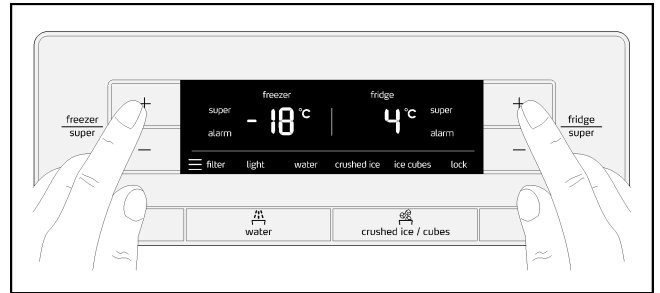 freezer fridge
super - 18 °C 4 °C super
alarm alarm
filter light water crushed ice ice cubes lock
freezer
super
+
−
+
−
fridge
super
water crushed ice / cubes